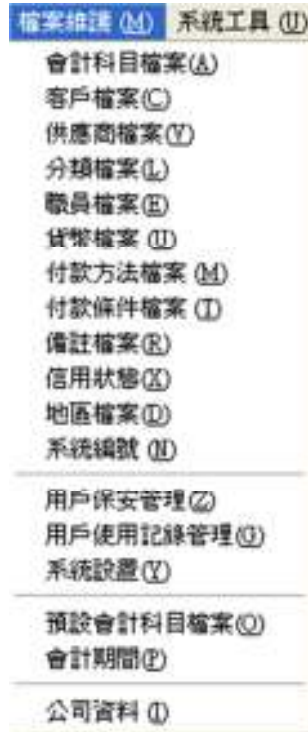 檔案維護 (M) 系統工具 (U)
會計科目檔案(A)
客戶檔案(C)
供應商檔案(V)
分類檔案(L)
職員檔案(E)
貨幣檔案 (U)
付款方法檔案 (M)
付款條件檔案 (T)
備註檔案(R)
信用狀態(X)
地區檔案(D)
系統編號 (N)
用戶保安管理(Z)
用戶使用記錄管理(G)
系統設置(Y)
預設會計科目檔案(O)
會計期間(P)
公司資料 (I)